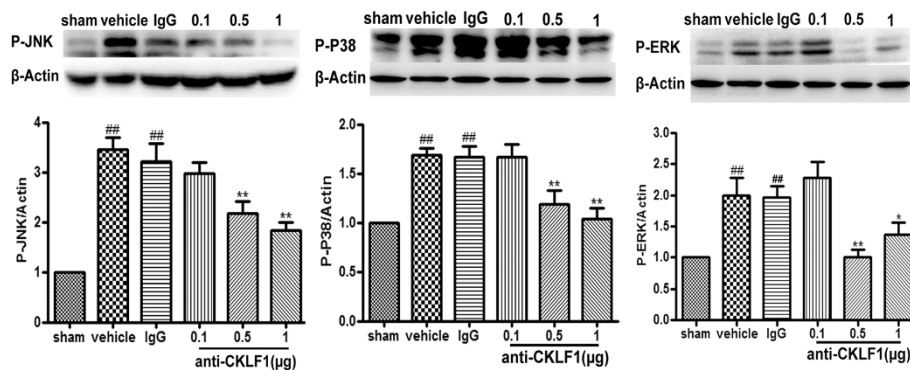 sham vehicle IgG 0.1 0.5 1
P-JNK
β-Actin
P-JNK/Actin
4
3
2
1
0
## ## ** **
sham vehicle IgG 0.1 0.5 1
anti-CKLF1(µg)
sham vehicle IgG 0.1 0.5 1
P-P38
β-Actin
P-P38/Actin
2.0
1.5
1.0
0.5
0.0
## ## ** **
sham vehicle IgG 0.1 0.5 1
anti-CKLF1(µg)
sham vehicle IgG 0.1 0.5 1
P-ERK
β-Actin
P-ERK/Actin
3.0
2.5
2.0
1.5
1.0
0.5
0.0
## ## ** *
sham vehicle IgG 0.1 0.5 1
anti-CKLF1(µg)